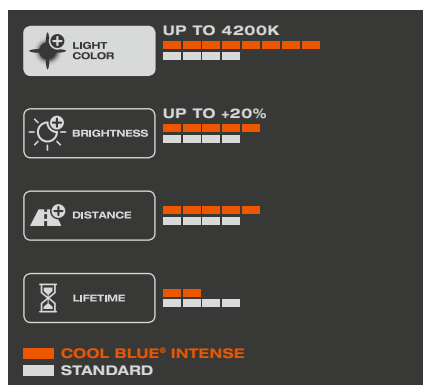 UP TO 4200K
LIGHT
COLOR
UP TO +20%
BRIGHTNESS
DISTANCE
LIFETIME
COOL BLUE® INTENSE
STANDARD